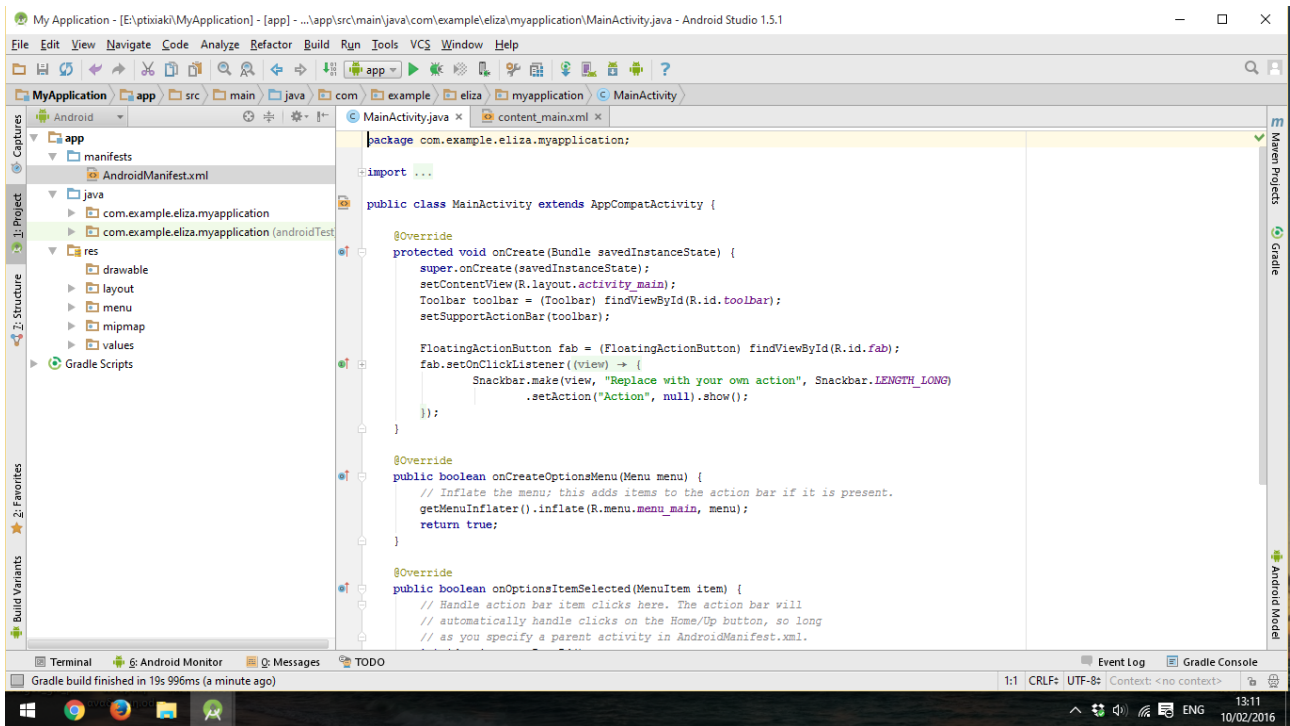 My Application - [E:\ptixiaki\MyApplication] - [app] - ...\app\src\main\java\com\example\eliza\myapplication\MainActivity.java - Android Studio 1.5.1
File Edit View Navigate Code Analyze Refactor Build Run Tools VCS Window Help
app
MyApplication app src main java com example eliza myapplication MainActivity
Android
MainActivity.java content_main.xml
Captures
1: Project
7: Structure
2: Favorites
Build Variants
app
manifests
AndroidManifest.xml
java
com.example.eliza.myapplication
com.example.eliza.myapplication (androidTest
res
drawable
layout
menu
mipmap
values
Gradle Scripts
package com.example.eliza.myapplication;
import ...
public class MainActivity extends AppCompatActivity {
@Override
protected void onCreate(Bundle savedInstanceState) {
super.onCreate(savedInstanceState);
setContentView(R.layout.activity_main);
Toolbar toolbar = (Toolbar) findViewById(R.id.toolbar);
setSupportActionBar(toolbar);
FloatingActionButton fab = (FloatingActionButton) findViewById(R.id.fab);
fab.setOnClickListener((view) → {
Snackbar.make(view, "Replace with your own action", Snackbar.LENGTH_LONG)
.setAction("Action", null).show();
});
}
@Override
public boolean onCreateOptionsMenu(Menu menu) {
// Inflate the menu; this adds items to the action bar if it is present.
getMenuInflater().inflate(R.menu.menu_main, menu);
return true;
}
@Override
public boolean onOptionsItemSelected(MenuItem item) {
// Handle action bar item clicks here. The action bar will
// automatically handle clicks on the Home/Up button, so long
// as you specify a parent activity in AndroidManifest.xml.
m
Maven Projects
Gradle
Android Model
Terminal 6: Android Monitor 0: Messages TODO Event Log Gradle Console
Gradle build finished in 19s 996ms (a minute ago) 1:1 CRLF UTF-8 Context: <no context>
ENG
13:11
10/02/2016